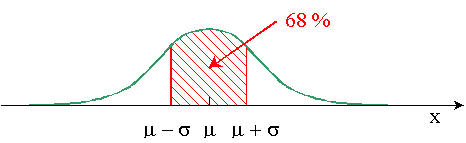 68 %
x
μ – σ μ μ + σ